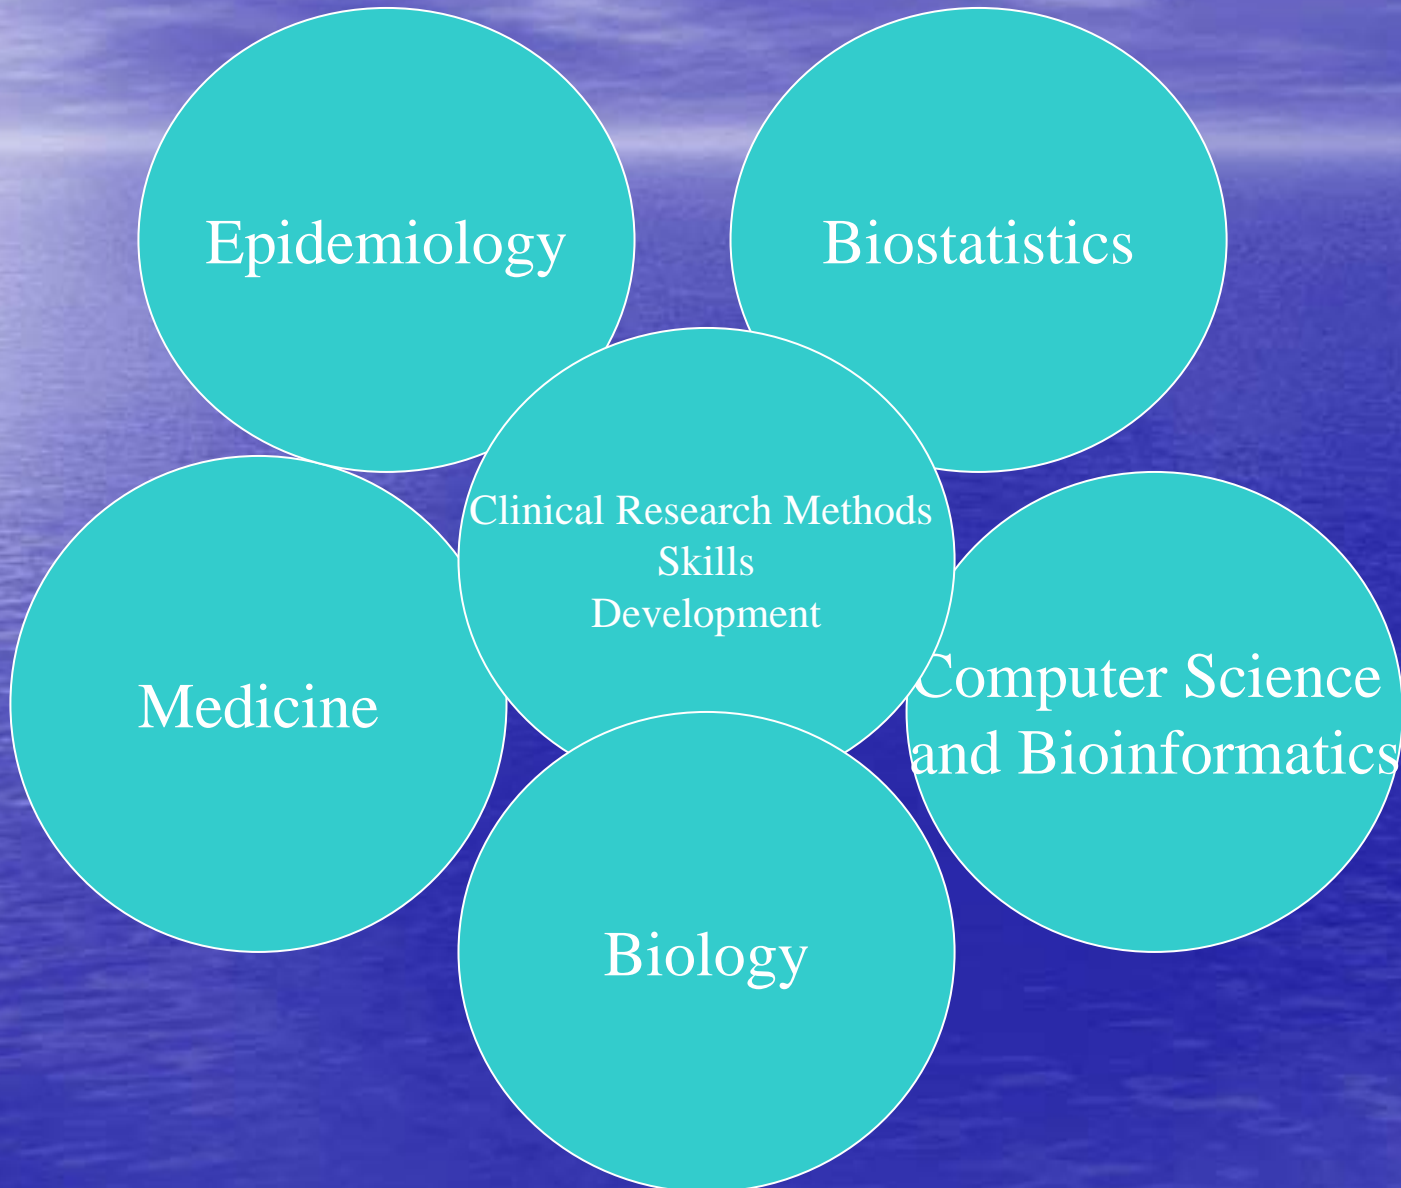 Epidemiology
Biostatistics
Clinical Research Methods
Skills
Development
Medicine
Computer Science
and Bioinformatics
Biology